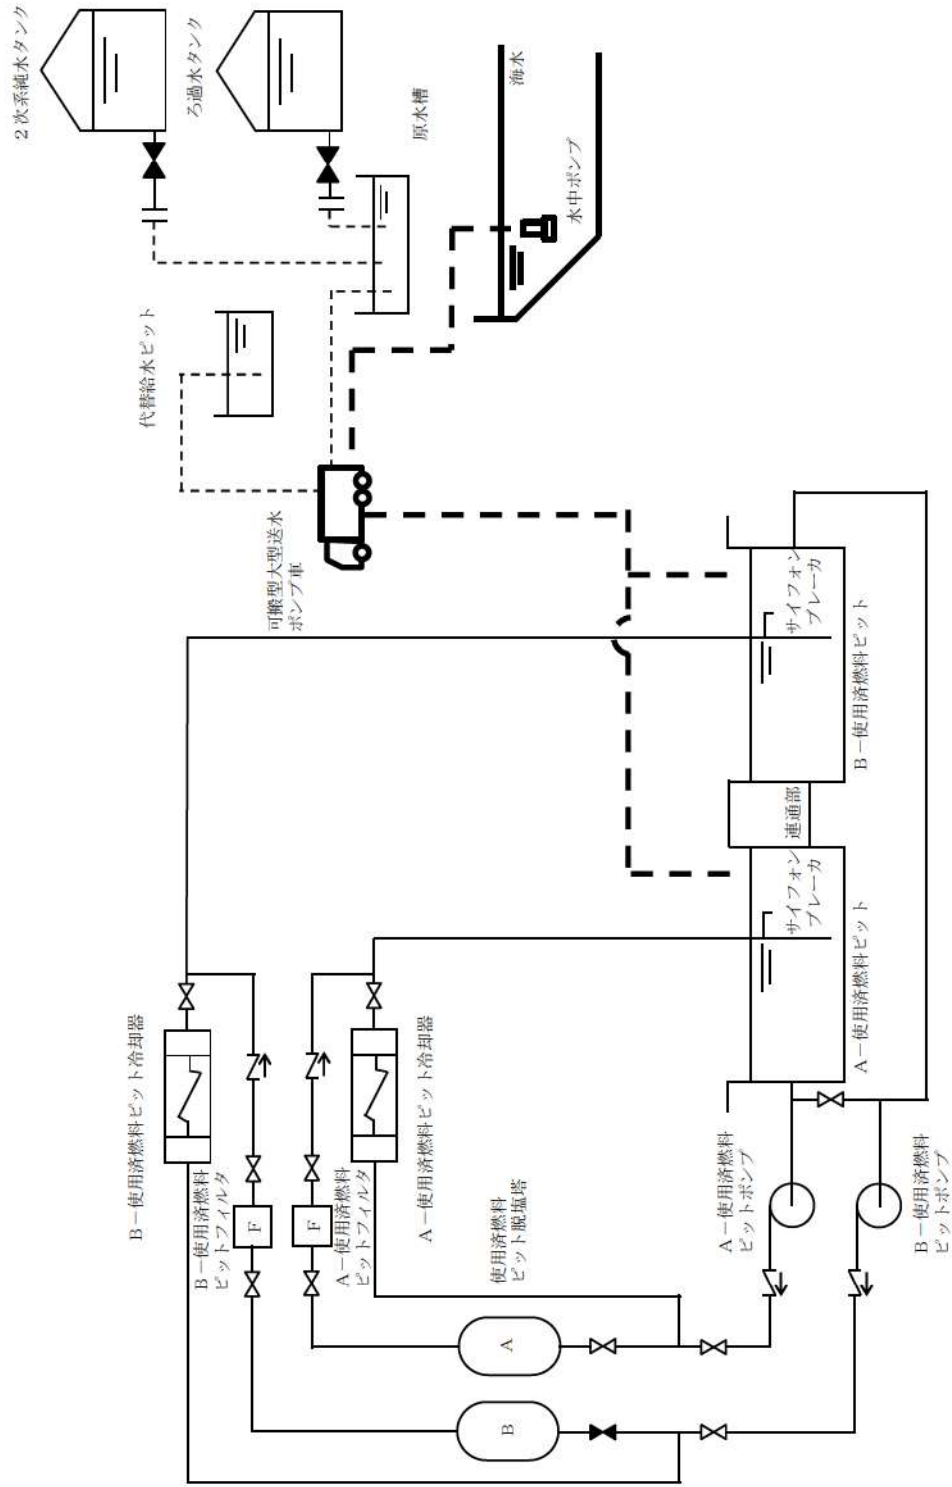 2次系純水タンク
ろ過水タンク
原水槽
海水
水中ポンプ
代替給水ピット
可搬型大型送水
ポンプ車
サイフォン
ブレーカ
B－使用済燃料ピット
連通部
サイフォン
ブレーカ
A－使用済燃料ピット
B－使用済燃料ピット冷却器
B－使用済燃料
ピットフィルタ
F
F
A－使用済燃料
ピットフィルタ
A－使用済燃料ピット冷却器
使用済燃料
ピット脱塩塔
A
B
A－使用済燃料
ピットポンプ
B－使用済燃料
ピットポンプ